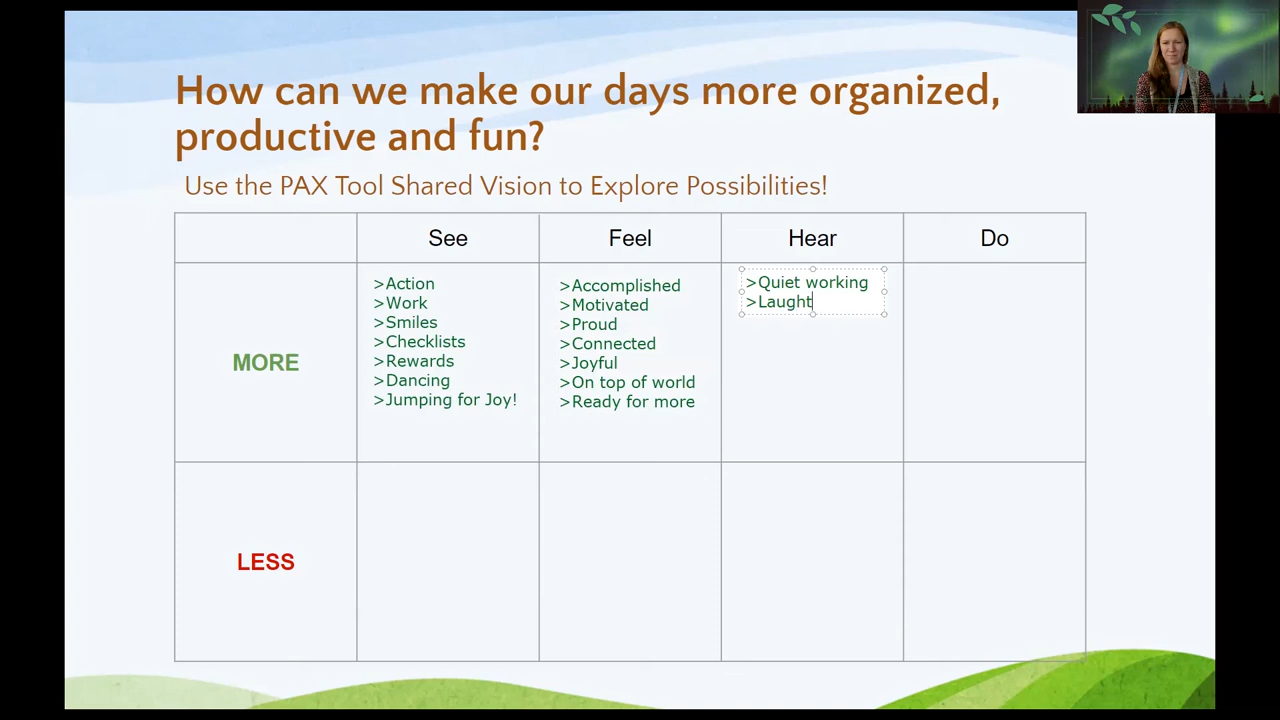 How can we make our days more organized,
productive and fun?
Use the PAX Tool Shared Vision to Explore Possibilities!
See Feel Hear Do
MORE
>Action
>Work
>Smiles
>Checklists
>Rewards
>Dancing
>Jumping for Joy!
>Accomplished
>Motivated
>Proud
>Connected
>Joyful
>On top of world
>Ready for more
>Quiet working
>Laught
LESS